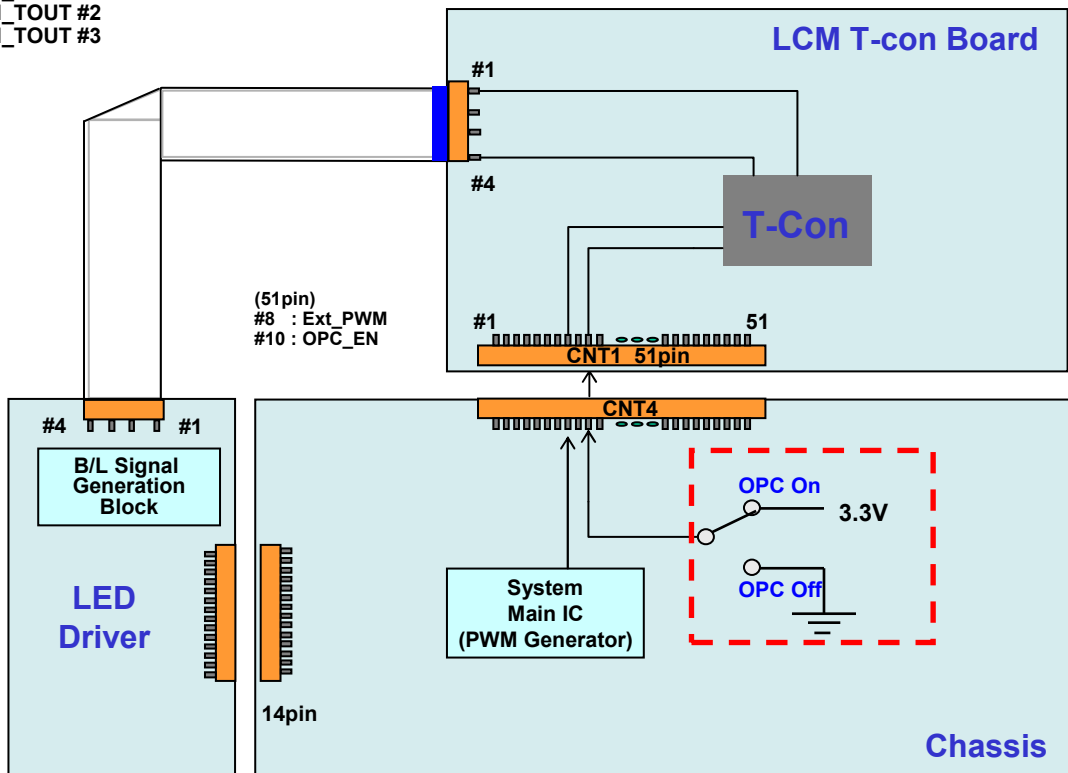 _TOUT #2
_TOUT #3
LCM T-con Board
#1
#4
T-Con
(51pin)
#8 : Ext_PWM
#10 : OPC_EN
#1
51
CNT1 51pin
CNT4
#4
#1
B/L Signal
Generation
Block
OPC On
3.3V
OPC Off
System
Main IC
(PWM Generator)
LED
Driver
14pin
Chassis